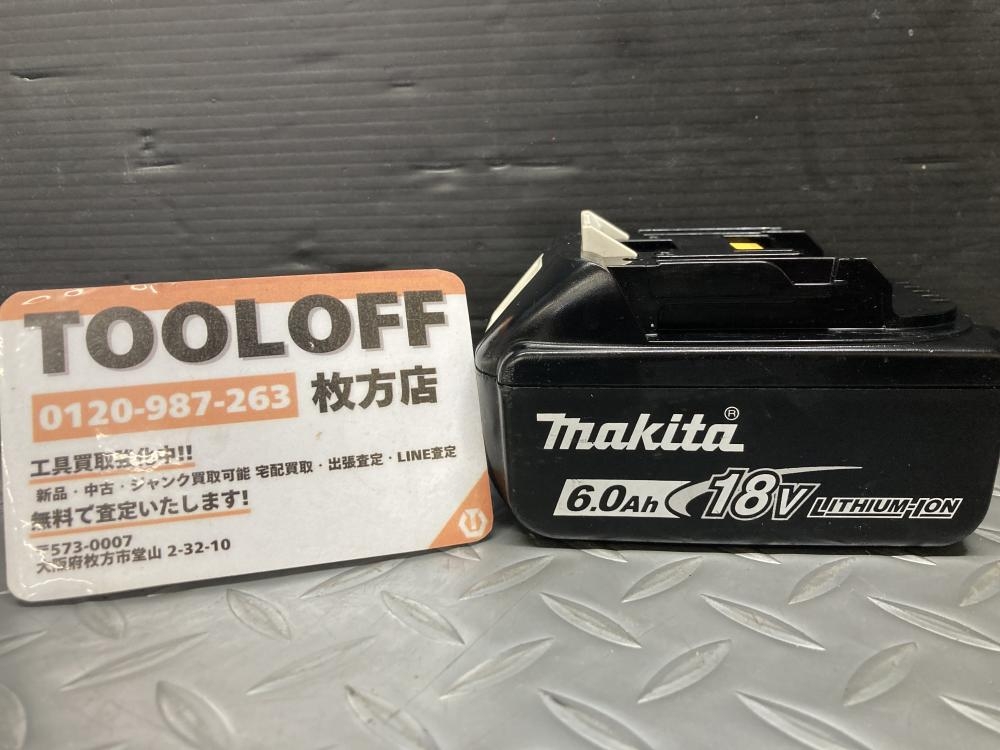 TOOLOFF
0120-987-263 枚方店
工具買取強化中!!
新品・中古・ジャンク買取可能 宅配買取・出張査定・LINE査定
無料で査定いたします!
〒573-0007
大阪府枚方市堂山 2-32-10
makita®
6.0Ah 18V LITHIUM-ION